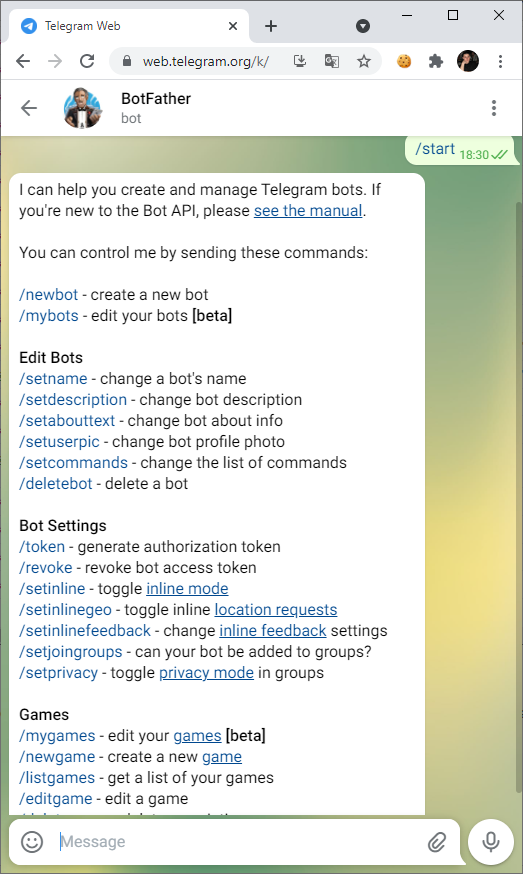 Telegram Web
web.telegram.org/k/
BotFather
bot
/start 18:30
I can help you create and manage Telegram bots. If
you're new to the Bot API, please see the manual.
You can control me by sending these commands:
/newbot - create a new bot
/mybots - edit your bots [beta]
Edit Bots
/setname - change a bot's name
/setdescription - change bot description
/setabouttext - change bot about info
/setuserpic - change bot profile photo
/setcommands - change the list of commands
/deletebot - delete a bot
Bot Settings
/token - generate authorization token
/revoke - revoke bot access token
/setinline - toggle inline mode
/setinlinegeo - toggle inline location requests
/setinlinefeedback - change inline feedback settings
/setjoingroups - can your bot be added to groups?
/setprivacy - toggle privacy mode in groups
Games
/mygames - edit your games [beta]
/newgame - create a new game
/listgames - get a list of your games
/editgame - edit a game
Message